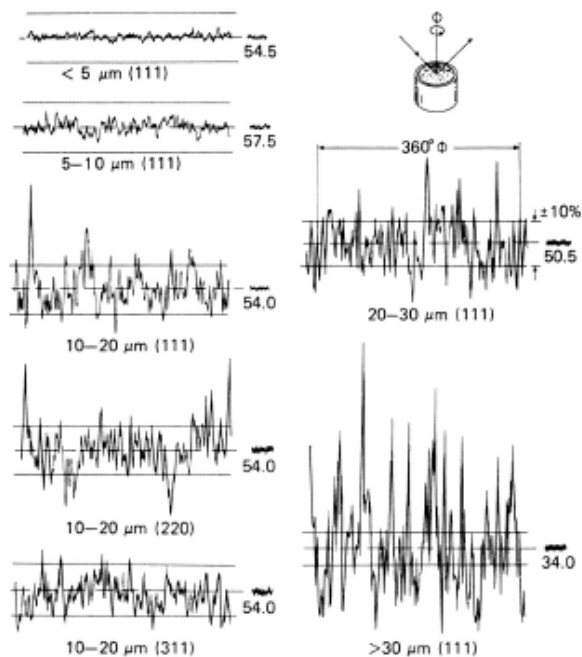 54.5
< 5 μm (111)
57.5
5–10 μm (111)
54.0
10–20 μm (111)
54.0
10–20 μm (220)
54.0
10–20 μm (311)
Φ
360° Φ
±10%
50.5
20–30 μm (111)
34.0
>30 μm (111)